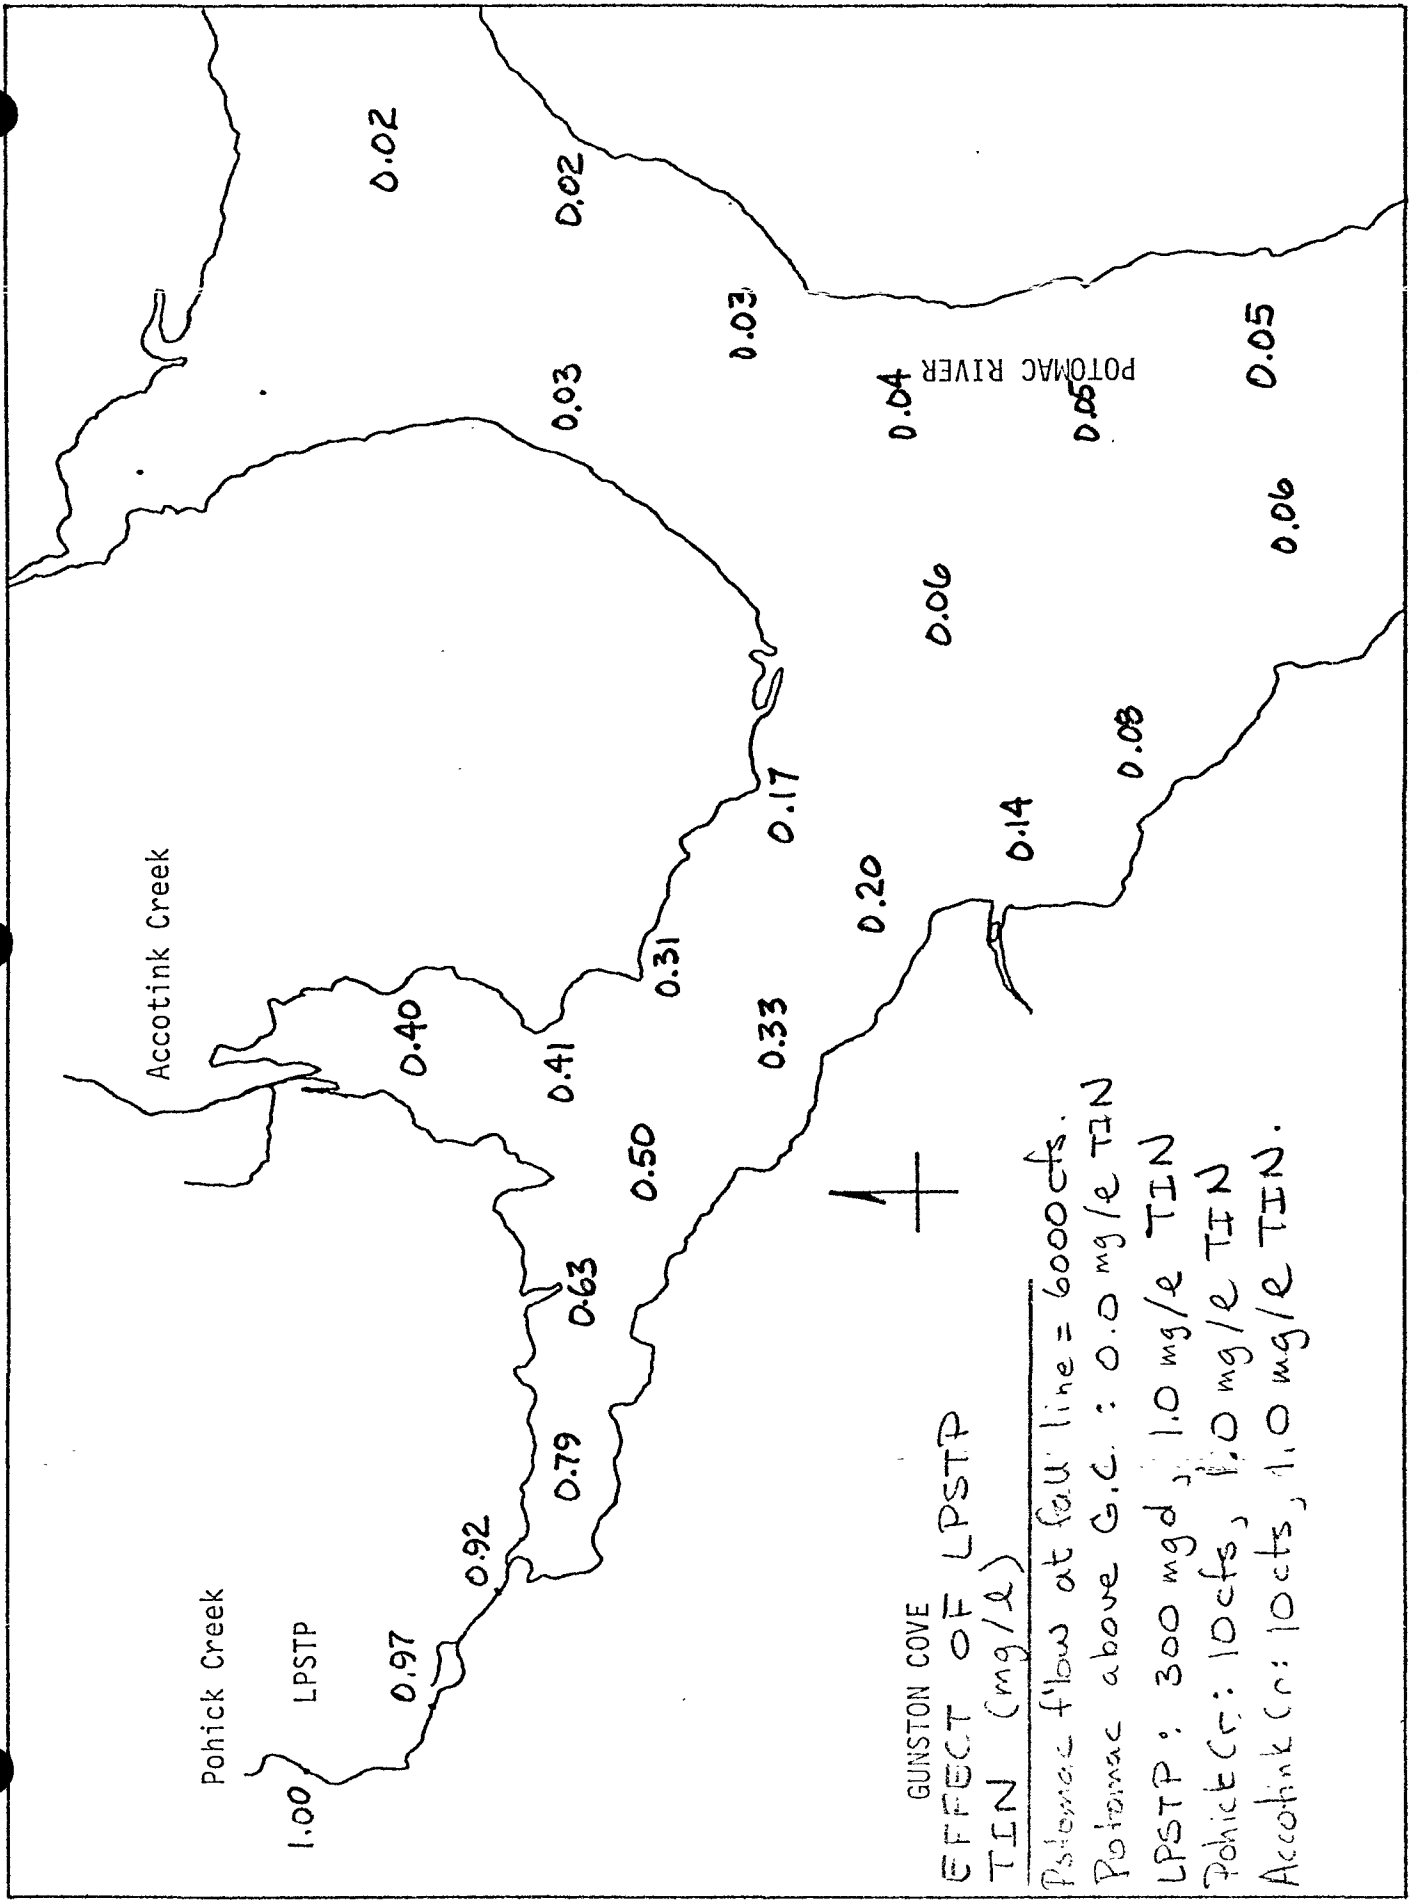 Pohick Creek
LPSTP
1.00
0.97
0.92
0.79
0.63
0.50
Accotink Creek
0.40
0.41
0.31
0.33
0.17
0.20
0.14
0.08
0.06
0.06
0.02
0.02
0.03
0.03
0.04
POTOMAC RIVER
0.05
0.05
GUNSTON COVE
EFFECT OF LPSTP
TIN (mg/l)
Potomac flow at fall line = 6000 cfs.
Potomac above G.C. : 0.0 mg/l TIN
LPSTP : 300 mgd, 1.0 mg/l TIN
Pohick Cr.: 10cfs, 1.0 mg/l TIN
Accotink Cr: 10cfs, 1.0 mg/l TIN.